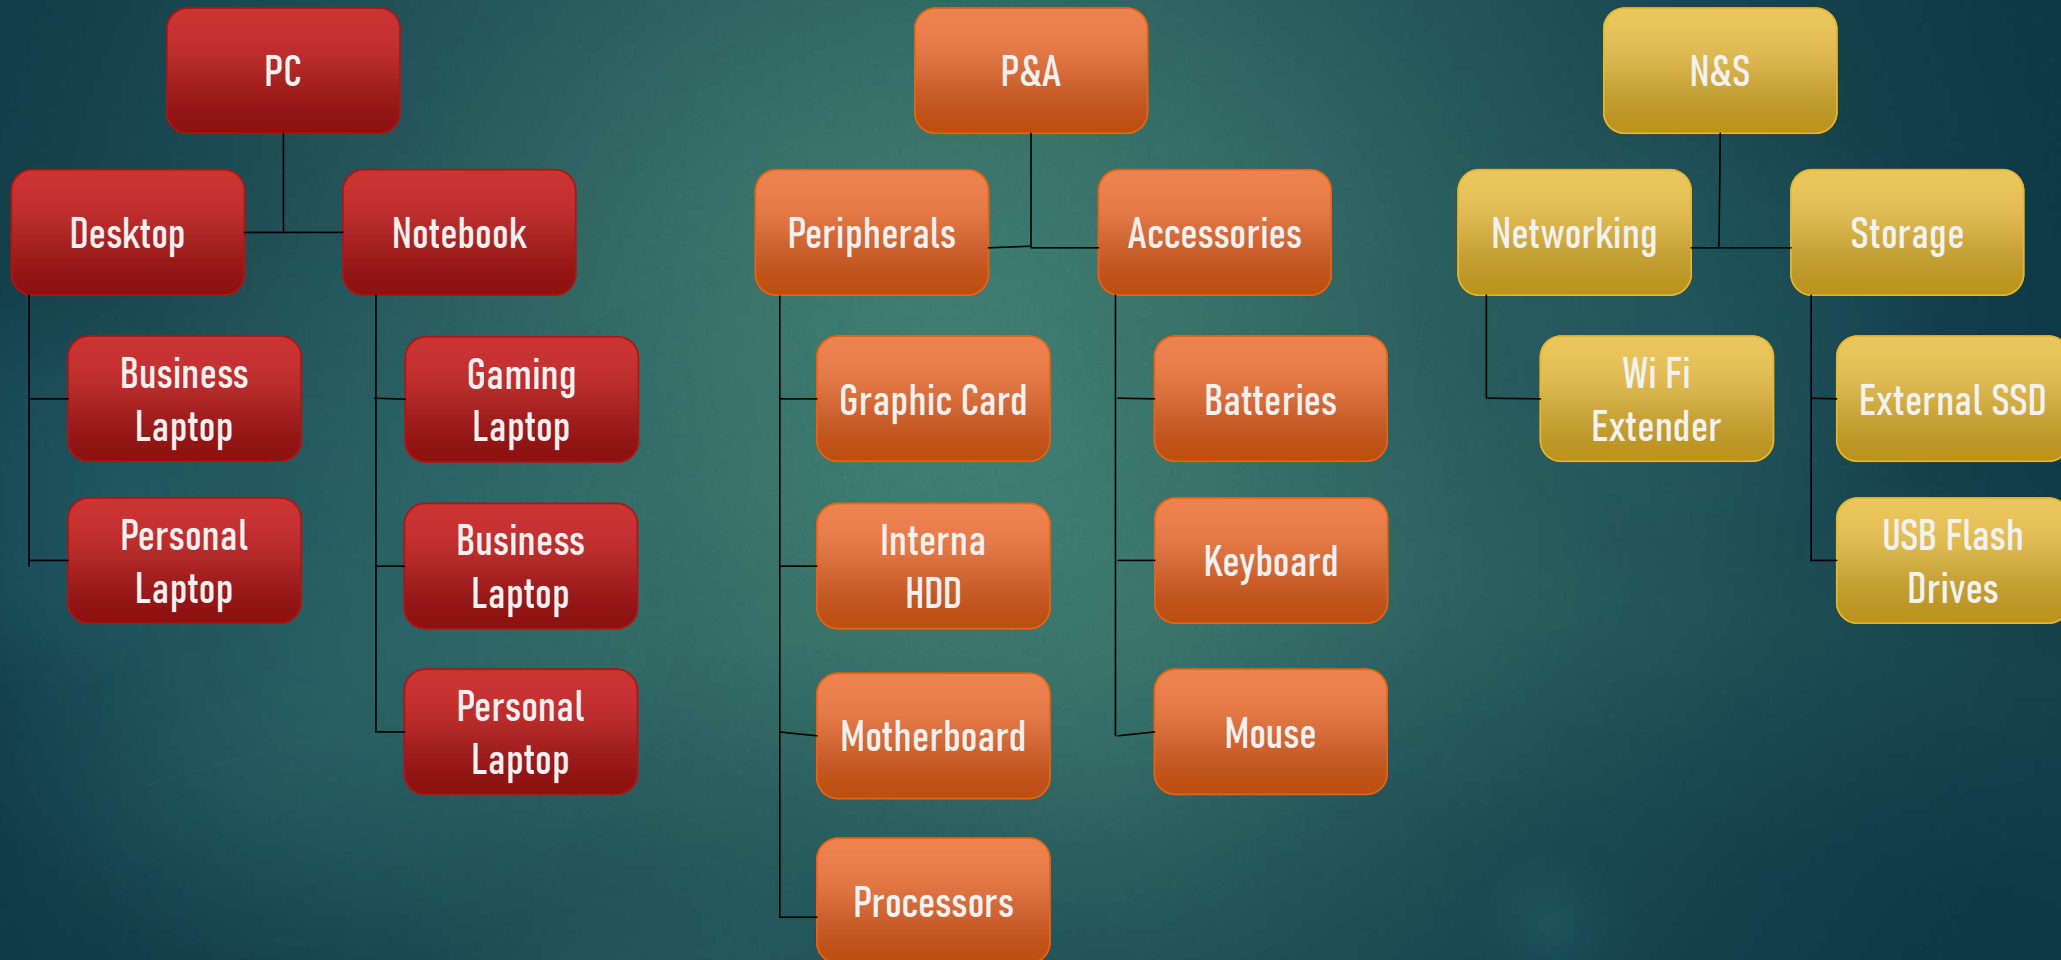 PC
P&A
N&S
Desktop
Notebook
Peripherals
Accessories
Networking
Storage
Business
Laptop
Gaming
Laptop
Graphic Card
Batteries
Wi Fi
Extender
External SSD
Personal
Laptop
Business
Laptop
Interna
HDD
Keyboard
USB Flash
Drives
Personal
Laptop
Motherboard
Mouse
Processors